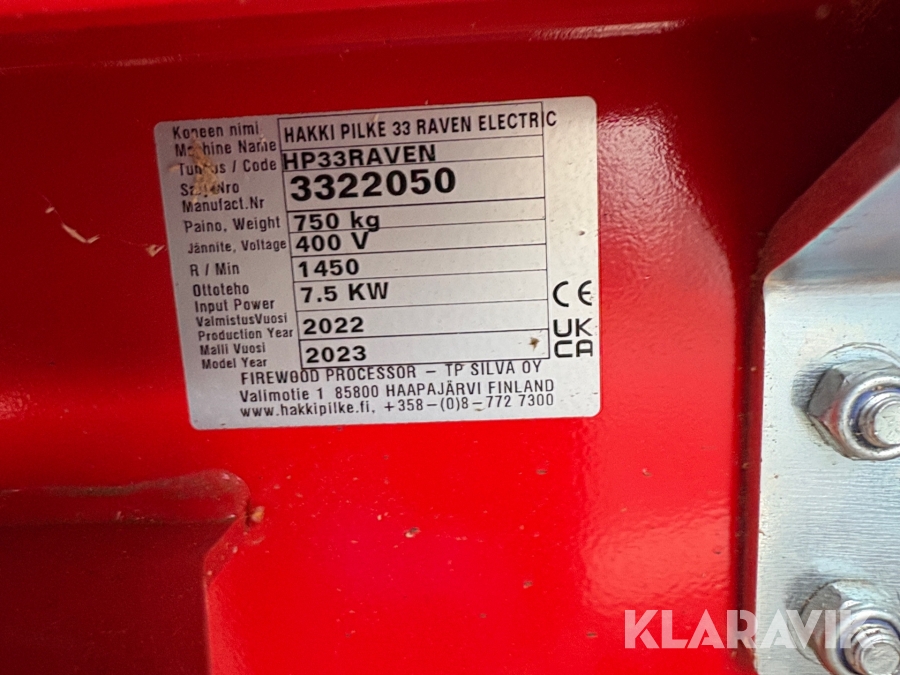 Koneen nimi
Machine Name HAKKI PILKE 33 RAVEN ELECTRIC
Tunnus / Code HP33RAVEN
Nro
Manufact.Nr 3322050
Paino, Weight 750 kg
Jännite, Voltage 400 V
R / Min 1450
Ottoteho
Input Power 7.5 KW
ValmistusVuosi
Production Year 2022
Malli Vuosi
Model Year 2023
CE
UK
CA
FIREWOOD PROCESSOR – TP SILVA OY
Valimotie 1 85800 HAAPAJÄRVI FINLAND
www.hakkipilke.fi, +358–(0)8–772 7300
KLARAVIK